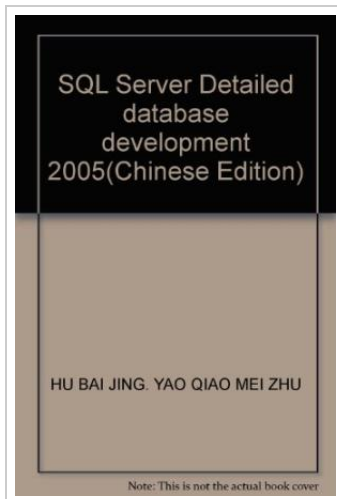 SQL Server Detailed
database
development
2005(Chinese Edition)
HU BAI JING. YAO QIAO MEI ZHU
Note: This is not the actual book cover